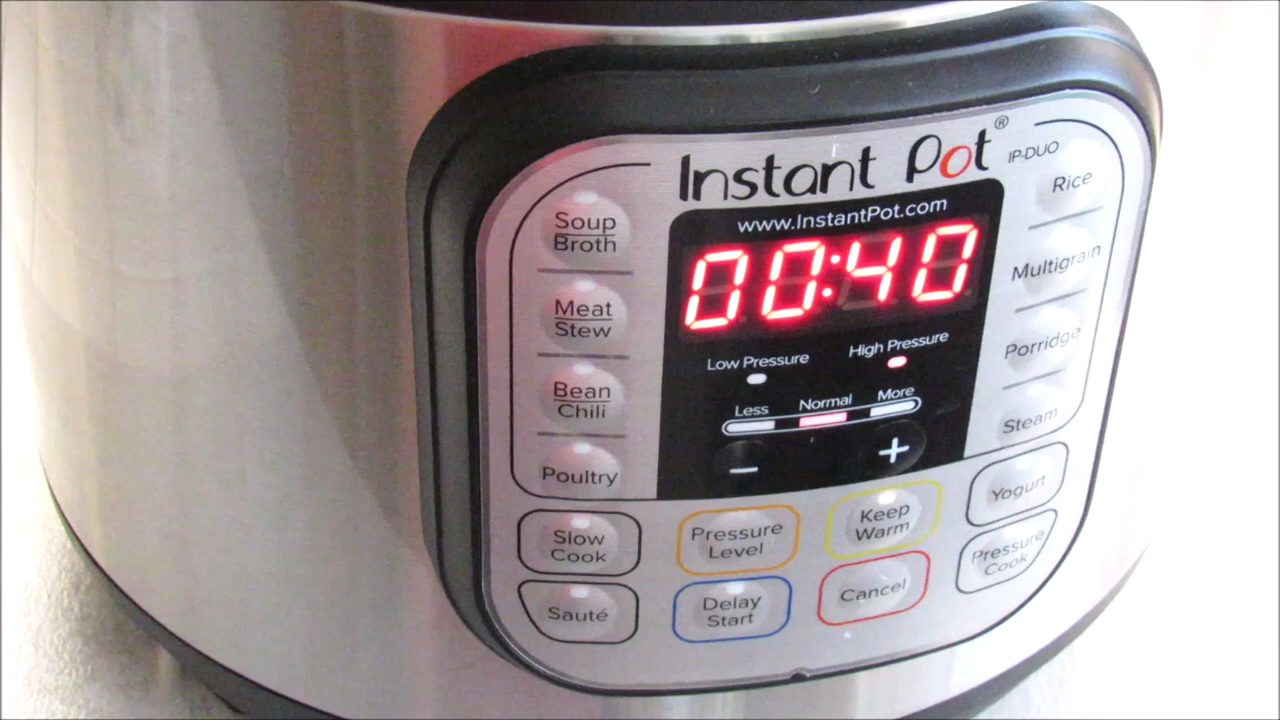 Instant Pot® IP-DUO
www.InstantPot.com
00:40
Low Pressure
High Pressure
Less
Normal
More
−
+
Soup
Broth
Meat
Stew
Bean
Chili
Poultry
Rice
Multigrain
Porridge
Steam
Slow
Cook
Pressure
Level
Keep
Warm
Yogurt
Sauté
Delay
Start
Cancel
Pressure
Cook